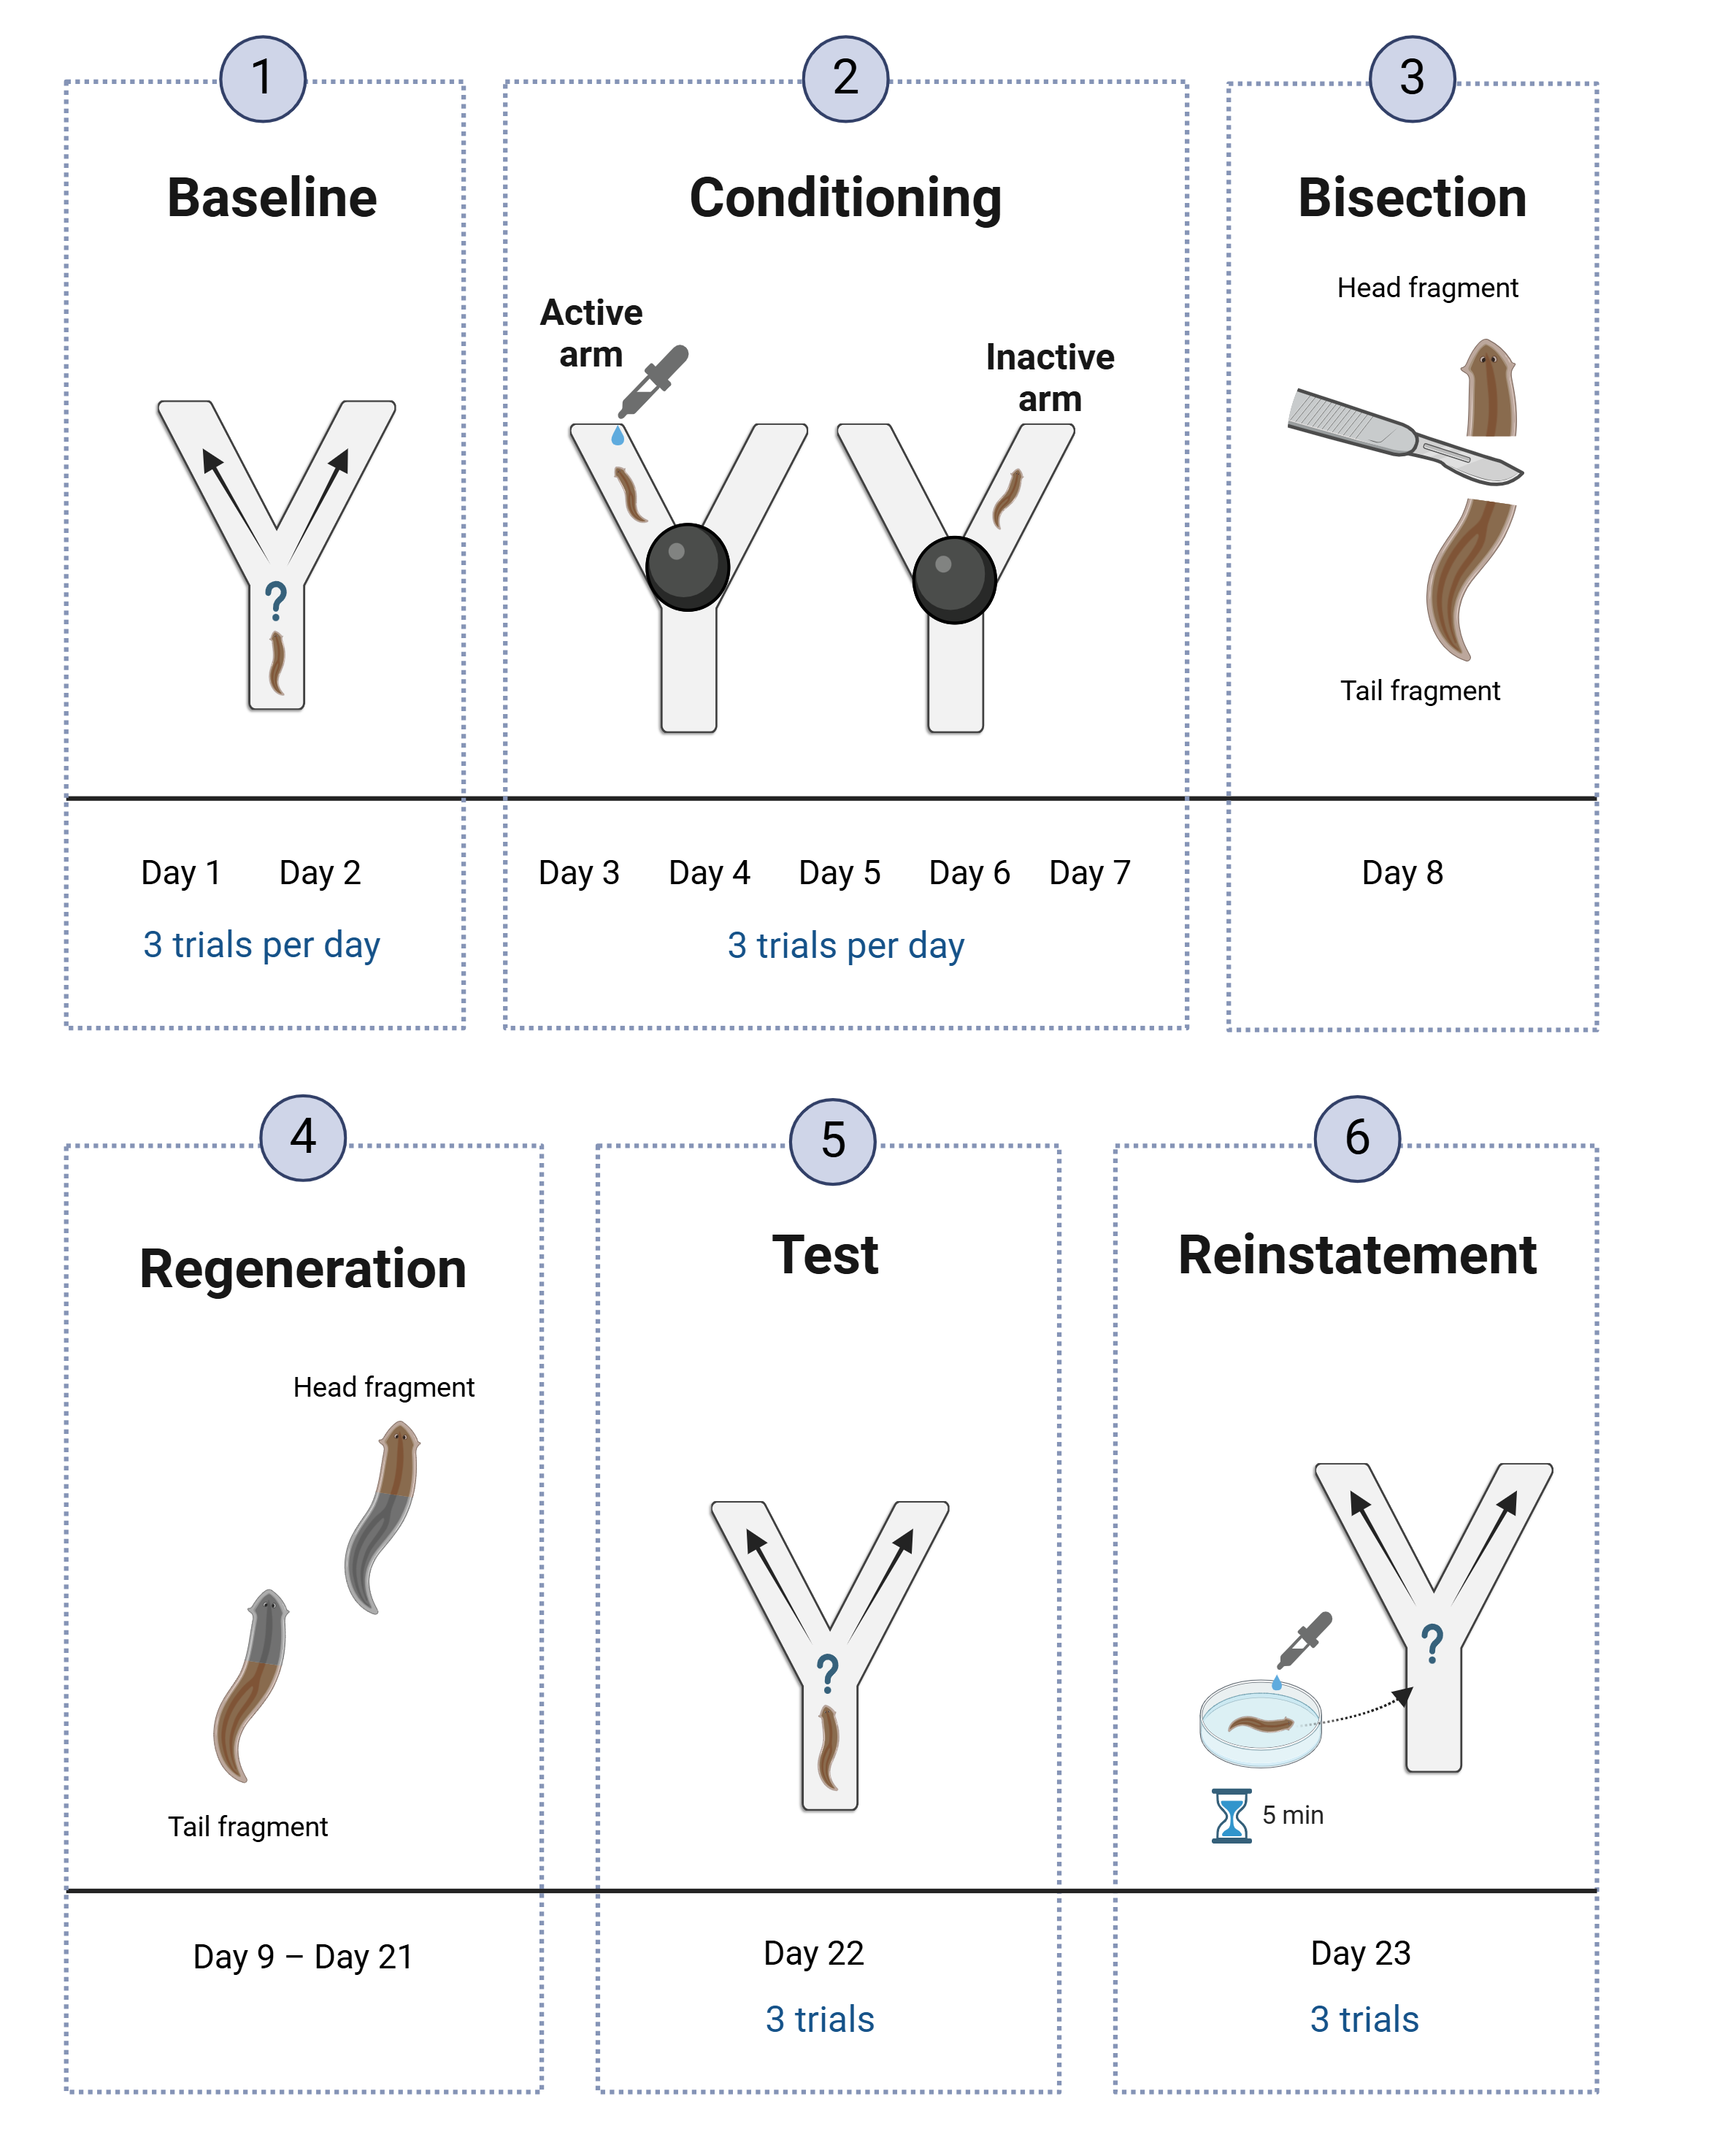 1
Baseline
?
Day 1 Day 2
3 trials per day
2
Conditioning
Active
arm
Inactive
arm
Day 3 Day 4 Day 5 Day 6 Day 7
3 trials per day
3
Bisection
Head fragment
Tail fragment
Day 8
4
Regeneration
Head fragment
Tail fragment
Day 9 – Day 21
5
Test
?
Day 22
3 trials
6
Reinstatement
?
5 min
Day 23
3 trials